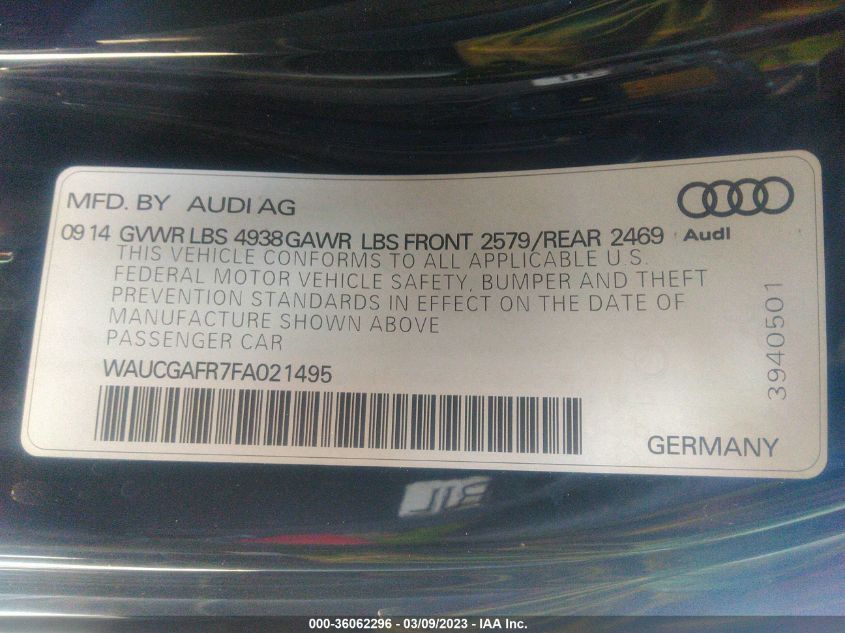 MFD. BY AUDI AG
Audi
09 14 GVWR LBS 4938 GAWR LBS FRONT 2579/REAR 2469
THIS VEHICLE CONFORMS TO ALL APPLICABLE U.S.
FEDERAL MOTOR VEHICLE SAFETY, BUMPER AND THEFT
PREVENTION STANDARDS IN EFFECT ON THE DATE OF
MANUFACTURE SHOWN ABOVE
PASSENGER CAR
WAUCGAFR7FA021495
3940501
GERMANY
000-36062296 - 03/09/2023 - IAA Inc.